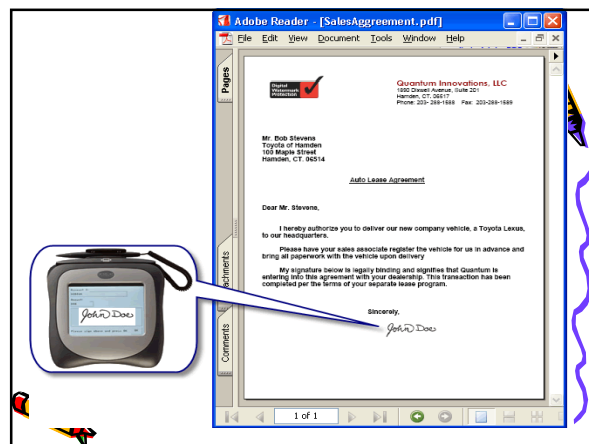 Adobe Reader - [SalesAggreement.pdf]
File Edit View Document Tools Window Help
Pages
Digital
Watermark
Protection
Quantum Innovations, LLC
Hamden, CT. 06517
Phone: 203- 288-1588 Fax: 203-288-1589
Mr. Bob Stevens
Toyota of Hamden
100 Maple Street
Hamden, CT. 06514
Auto Lease Agreement
Dear Mr. Stevens,
I hereby authorize you to deliver our new company vehicle, a Toyota Lexus,
to our headquarters.
Please have your sales associate register the vehicle for us in advance and
bring all paperwork with the vehicle upon delivery
My signature below is legally binding and signifies that Quantum is
entering into this agreement with your dealership. This transaction has been
completed per the terms of your separate lease program.
Sincerely,
John Doe
John Doe
Attachments
Comments
1 of 1